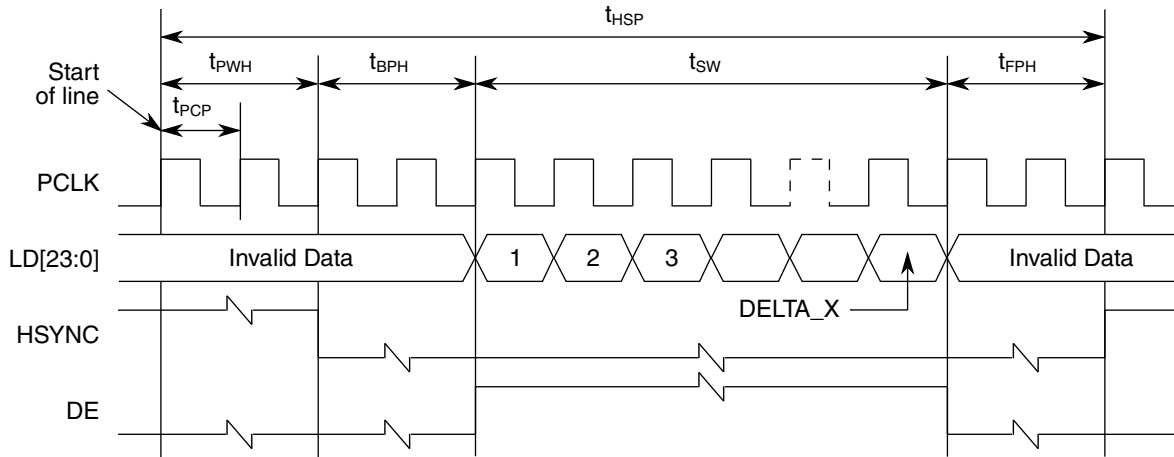 tHSP
tPWH tBPH tSW tFPH
Start
of line
tPCP
PCLK
LD[23:0] Invalid Data 1 2 3 Invalid Data
DELTA_X
HSYNC
DE